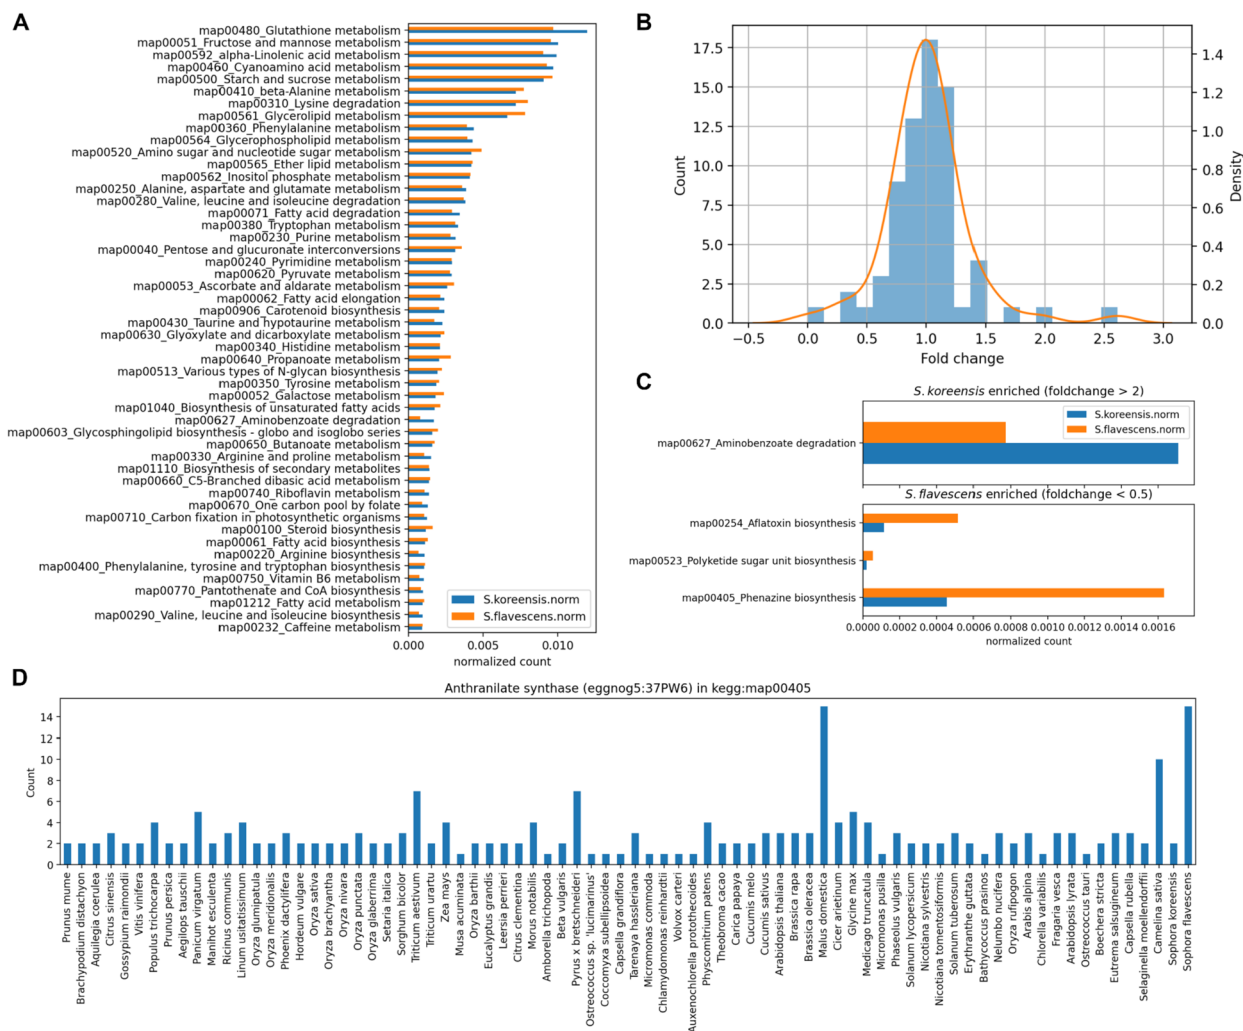 A
map00480_Glutathione metabolism
map00051_Fructose and mannose metabolism
map00592_alpha-Linolenic acid metabolism
map00460_Cyanoamino acid metabolism
map00500_Starch and sucrose metabolism
map00410_beta-Alanine metabolism
map00310_Lysine degradation
map00561_Glycerolipid metabolism
map00360_Phenylalanine metabolism
map00564_Glycerophospholipid metabolism
map00520_Amino sugar and nucleotide sugar metabolism
map00565_Ether lipid metabolism
map00562_Inositol phosphate metabolism
map00250_Alanine, aspartate and glutamate metabolism
map00280_Valine, leucine and isoleucine degradation
map00071_Fatty acid degradation
map00380_Tryptophan metabolism
map00230_Purine metabolism
map00040_Pentose and glucuronate interconversions
map00240_Pyrimidine metabolism
map00620_Pyruvate metabolism
map00053_Ascorbate and aldarate metabolism
map00062_Fatty acid elongation
map00906_Carotenoid biosynthesis
map00430_Taurine and hypotaurine metabolism
map00630_Glyoxylate and dicarboxylate metabolism
map00340_Histidine metabolism
map00640_Propanoate metabolism
map00513_Various types of N-glycan biosynthesis
map00350_Tyrosine metabolism
map00052_Galactose metabolism
map01040_Biosynthesis of unsaturated fatty acids
map00627_Aminobenzoate degradation
map00603_Glycosphingolipid biosynthesis - globo and isoglobo series
map00650_Butanoate metabolism
map00330_Arginine and proline metabolism
map01110_Biosynthesis of secondary metabolites
map00660_C5-Branched dibasic acid metabolism
map00740_Riboflavin metabolism
map00670_One carbon pool by folate
map00710_Carbon fixation in photosynthetic organisms
map00100_Steroid biosynthesis
map00061_Fatty acid biosynthesis
map00220_Arginine biosynthesis
map00400_Phenylalanine, tyrosine and tryptophan biosynthesis
map00750_Vitamin B6 metabolism
map00770_Pantothenate and CoA biosynthesis
map01212_Fatty acid metabolism
map00290_Valine, leucine and isoleucine biosynthesis
map00232_Caffeine metabolism
S.koreensis.norm
S.flavescens.norm
0.000 0.005 0.010
normalized count
B
17.5
15.0
12.5
10.0
7.5
5.0
2.5
0.0
Count
1.4
1.2
1.0
0.8
0.6
0.4
0.2
0.0
Density
−0.5 0.0 0.5 1.0 1.5 2.0 2.5 3.0
Fold change
C
S. koreensis enriched (foldchange > 2)
S.koreensis.norm
S.flavescens.norm
map00627_Aminobenzoate degradation
S. flavescens enriched (foldchange < 0.5)
map00254_Aflatoxin biosynthesis
map00523_Polyketide sugar unit biosynthesis
map00405_Phenazine biosynthesis
0.0000 0.0002 0.0004 0.0006 0.0008 0.0010 0.0012 0.0014 0.0016
normalized count
D
Anthranilate synthase (eggnog5:37PW6) in kegg:map00405
14
12
10
8
6
4
2
0
Count
Prunus mume
Brachypodium distachyon
Aquilegia coerulea
Citrus sinensis
Gossypium raimondii
Vitis vinifera
Populus trichocarpa
Prunus persica
Aegilops tauschii
Panicum virgatum
Manihot esculenta
Ricinus communis
Linum usitatissimum
Oryza glumipatula
Oryza meridionalis
Phoenix dactylifera
Hordeum vulgare
Oryza sativa
Oryza brachyantha
Oryza nivara
Oryza punctata
Oryza glaberrima
Setaria italica
Sorghum bicolor
Triticum aestivum
Triticum urartu
Zea mays
Musa acuminata
Oryza barthii
Eucalyptus grandis
Leersia perrieri
Citrus clementina
Morus notabilis
Amborella trichopoda
Beta vulgaris
Pyrus x bretschneideri
Ostreococcus sp. 'lucimarinus'
Coccomyxa subellipsoidea
Capsella grandiflora
Tarenaya hassleriana
Micromonas commoda
Chlamydomonas reinhardtii
Volvox carteri
Auxenochlorella protothecoides
Physcomitrium patens
Theobroma cacao
Carica papaya
Cucumis melo
Cucumis sativus
Arabidopsis thaliana
Brassica rapa
Brassica oleracea
Malus domestica
Cicer arietinum
Glycine max
Medicago truncatula
Micromonas pusilla
Phaseolus vulgaris
Solanum lycopersicum
Nicotiana sylvestris
Nicotiana tomentosiformis
Solanum tuberosum
Erythranthe guttata
Bathycoccus prasinos
Nelumbo nucifera
Oryza rufipogon
Arabis alpina
Chlorella variabilis
Fragaria vesca
Arabidopsis lyrata
Ostreococcus tauri
Boechera stricta
Eutrema salsugineum
Capsella rubella
Selaginella moellendorffii
Camelina sativa
Sophora koreensis
Sophora flavescens